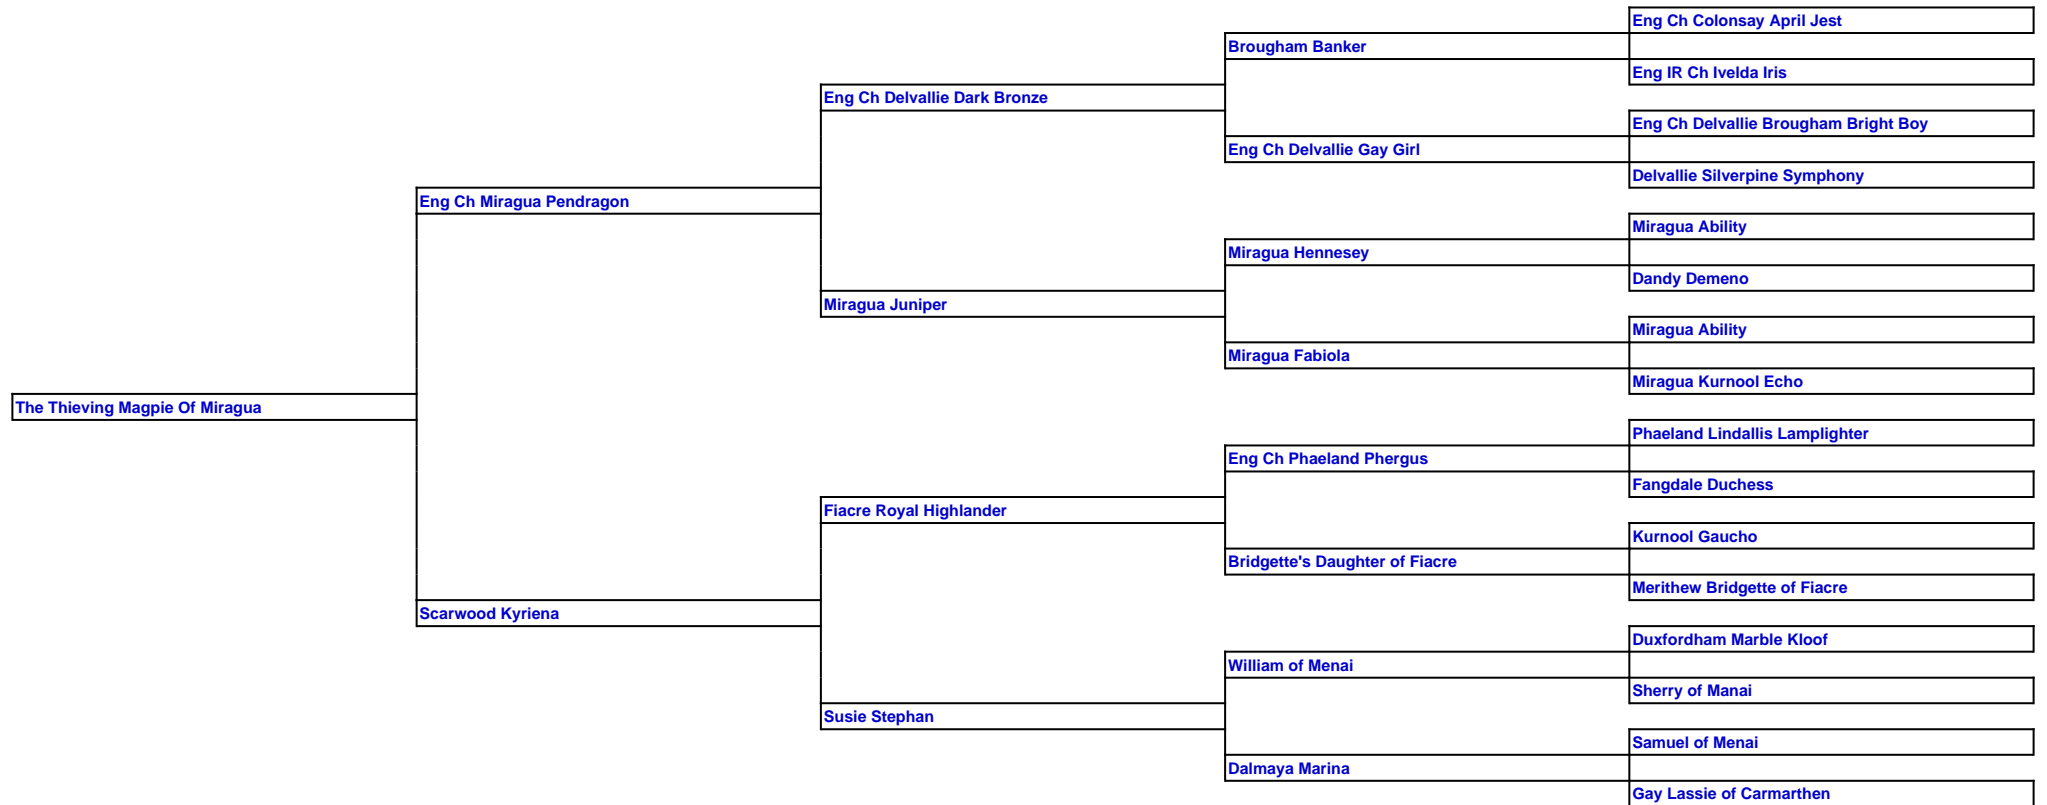 Eng Ch Colonsay April Jest
Brougham Banker
Eng IR Ch Ivelda Iris
Eng Ch Delvallie Dark Bronze
Eng Ch Delvallie Brougham Bright Boy
Eng Ch Delvallie Gay Girl
Delvallie Silverpine Symphony
Eng Ch Miragua Pendragon
Miragua Ability
Miragua Hennesey
Dandy Demeno
Miragua Juniper
Miragua Ability
Miragua Fabiola
Miragua Kurnool Echo
The Thieving Magpie Of Miragua
Phaeland Lindallis Lamplighter
Eng Ch Phaeland Phergus
Fangdale Duchess
Fiacre Royal Highlander
Kurnool Gaucho
Bridgette's Daughter of Fiacre
Merithew Bridgette of Fiacre
Scarwood Kyriena
Duxfordham Marble Kloof
William of Menai
Sherry of Manai
Susie Stephan
Samuel of Menai
Dalmaya Marina
Gay Lassie of Carmarthen